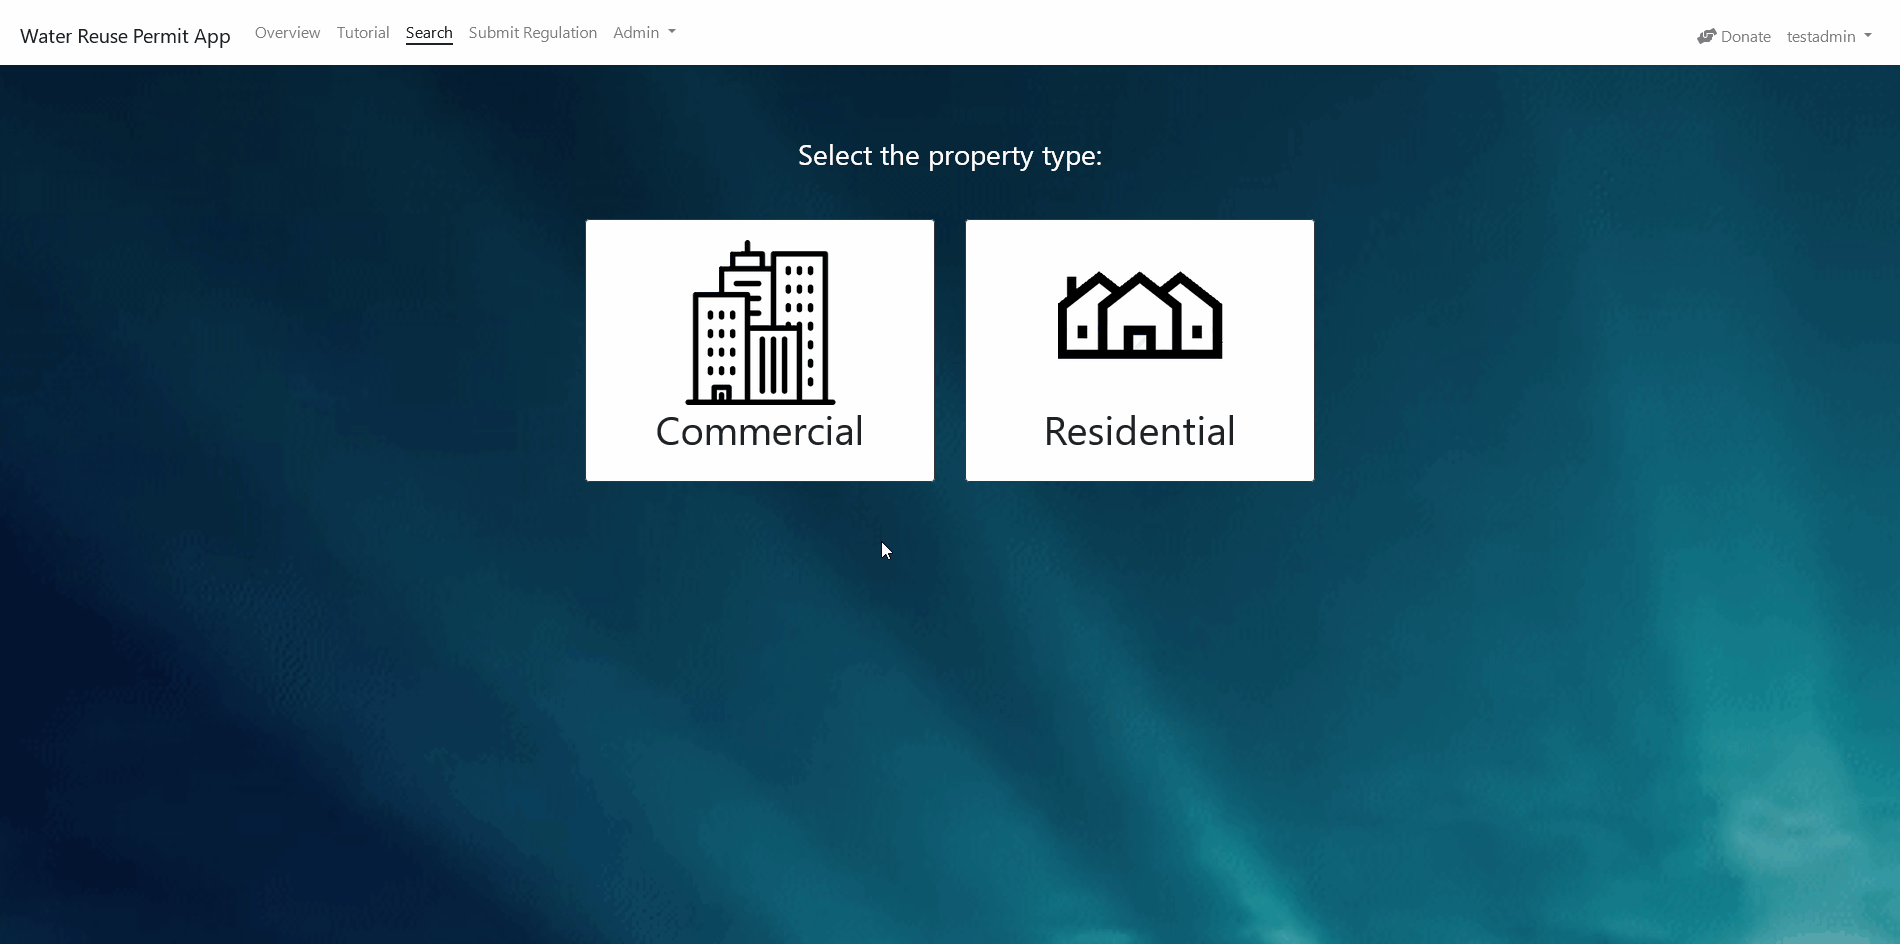 Water Reuse Permit App Overview Tutorial Search Submit Regulation Admin Donate testadmin
Select the property type:
Commercial Residential